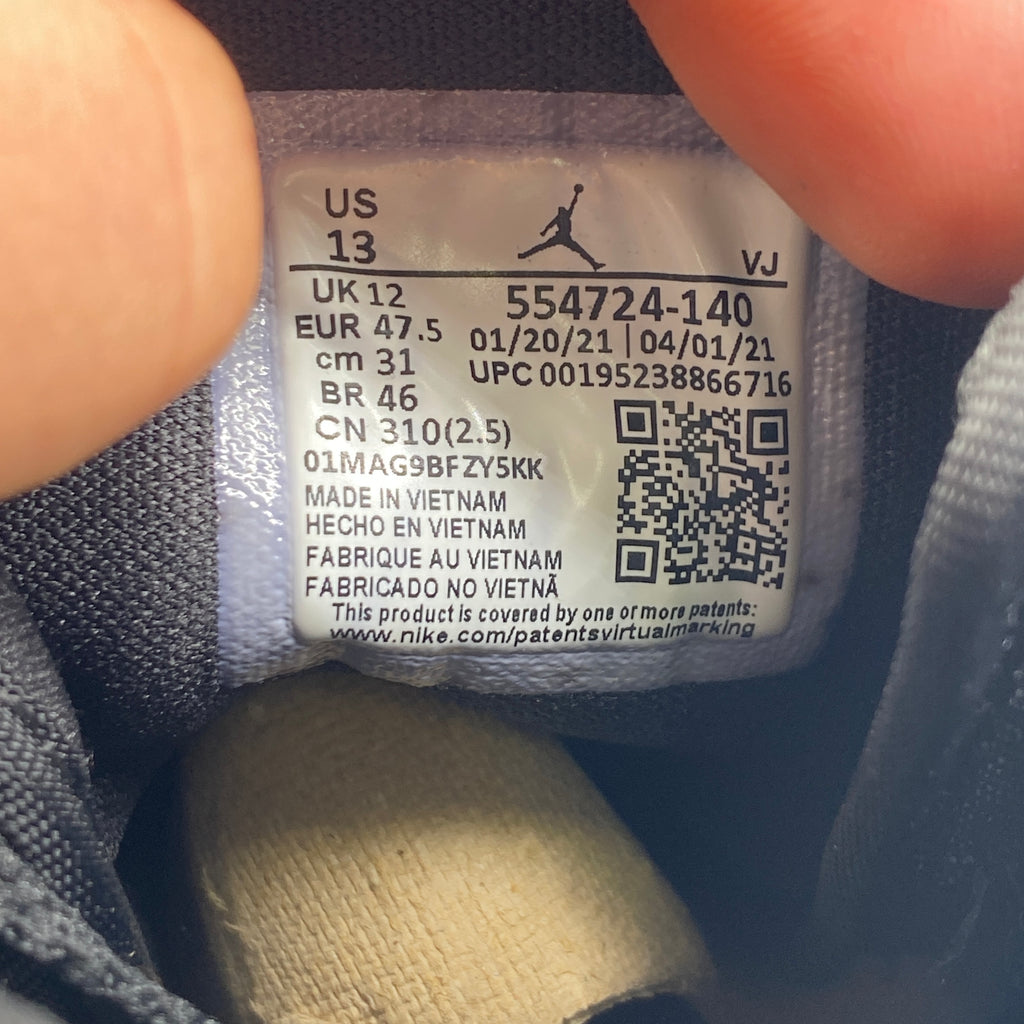 US
13
VJ
UK 12
EUR 47.5
cm 31
BR 46
CN 310(2.5)
554724-140
01/20/21 | 04/01/21
UPC 00195238866716
01MAG9BFZY5KK
MADE IN VIETNAM
HECHO EN VIETNAM
FABRIQUE AU VIETNAM
FABRICADO NO VIETNÃ
This product is covered by one or more patents:
www.nike.com/patentsvirtualmarking